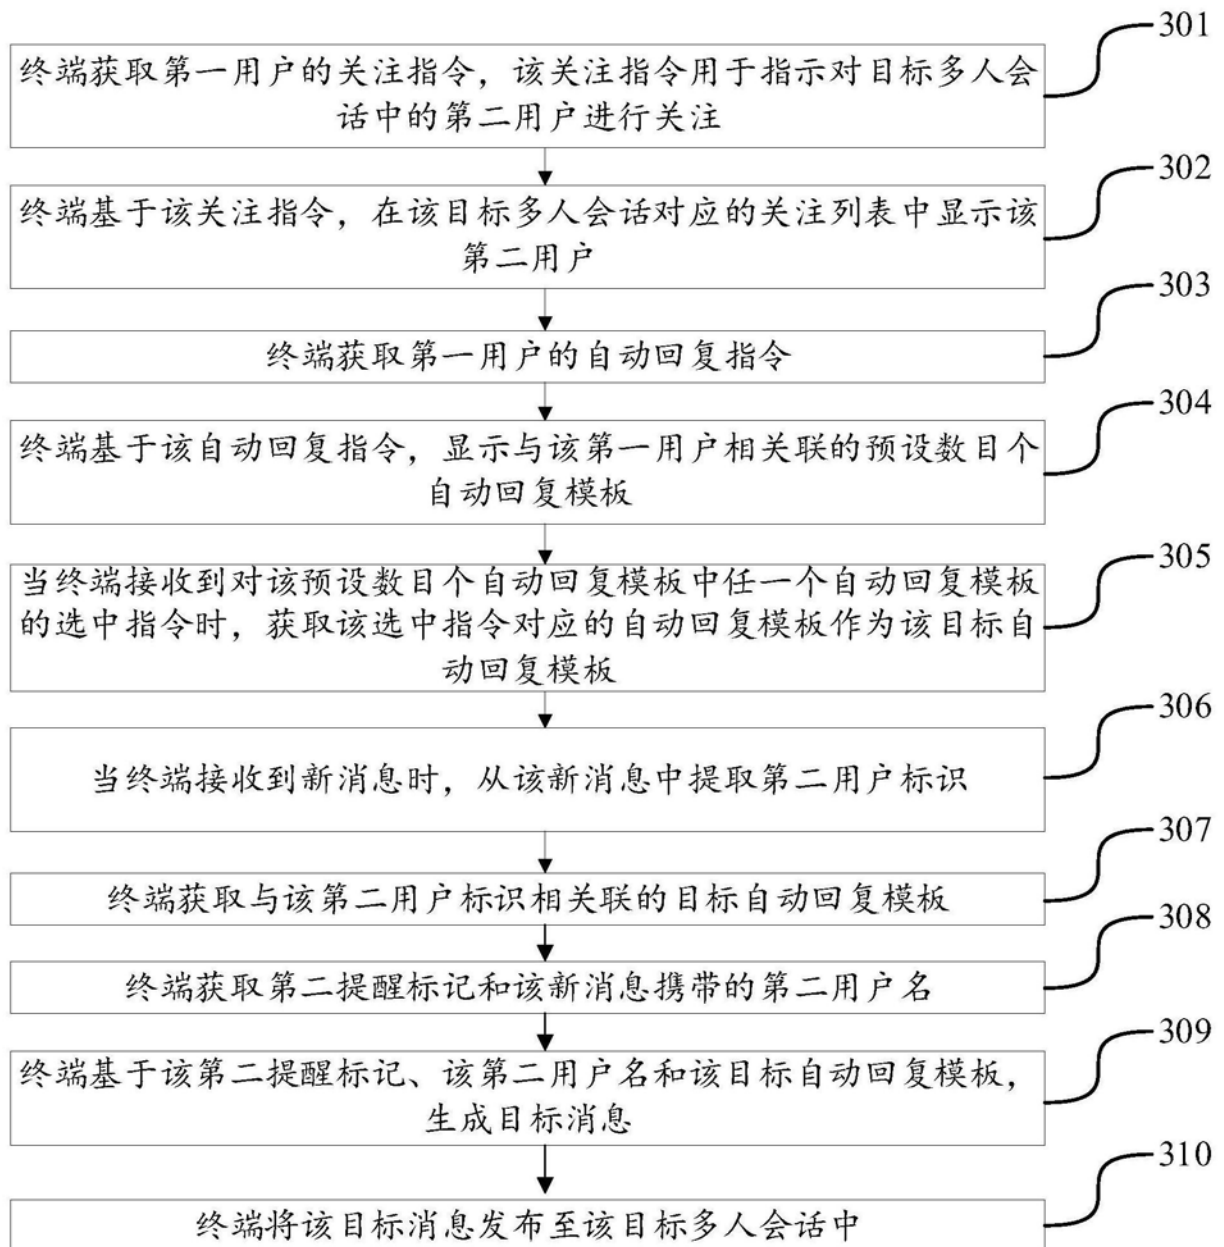 301
终端获取第一用户的关注指令，该关注指令用于指示对目标多人会
话中的第二用户进行关注
302
终端基于该关注指令，在该目标多人会话对应的关注列表中显示该
第二用户
303
终端获取第一用户的自动回复指令
304
终端基于该自动回复指令，显示与该第一用户相关联的预设数目个
自动回复模板
305
当终端接收到对该预设数目个自动回复模板中任一个自动回复模板
的选中指令时，获取该选中指令对应的自动回复模板作为该目标自
动回复模板
306
当终端接收到新消息时，从该新消息中提取第二用户标识
307
终端获取与该第二用户标识相关联的目标自动回复模板
308
终端获取第二提醒标记和该新消息携带的第二用户名
309
终端基于该第二提醒标记、该第二用户名和该目标自动回复模板，
生成目标消息
310
终端将该目标消息发布至该目标多人会话中